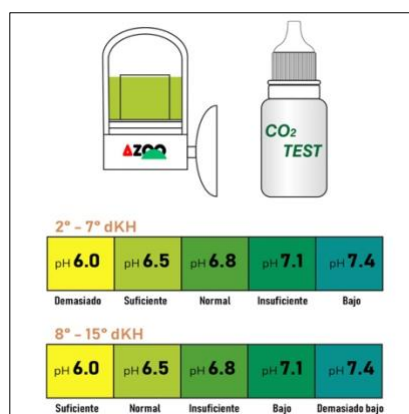 AZOO
CO₂
TEST
2° - 7° dKH
pH 6.0 pH 6.5 pH 6.8 pH 7.1 pH 7.4
Demasiado Suficiente Normal Insuficiente Bajo
8° - 15° dKH
pH 6.0 pH 6.5 pH 6.8 pH 7.1 pH 7.4
Suficiente Normal Insuficiente Bajo Demasiado bajo